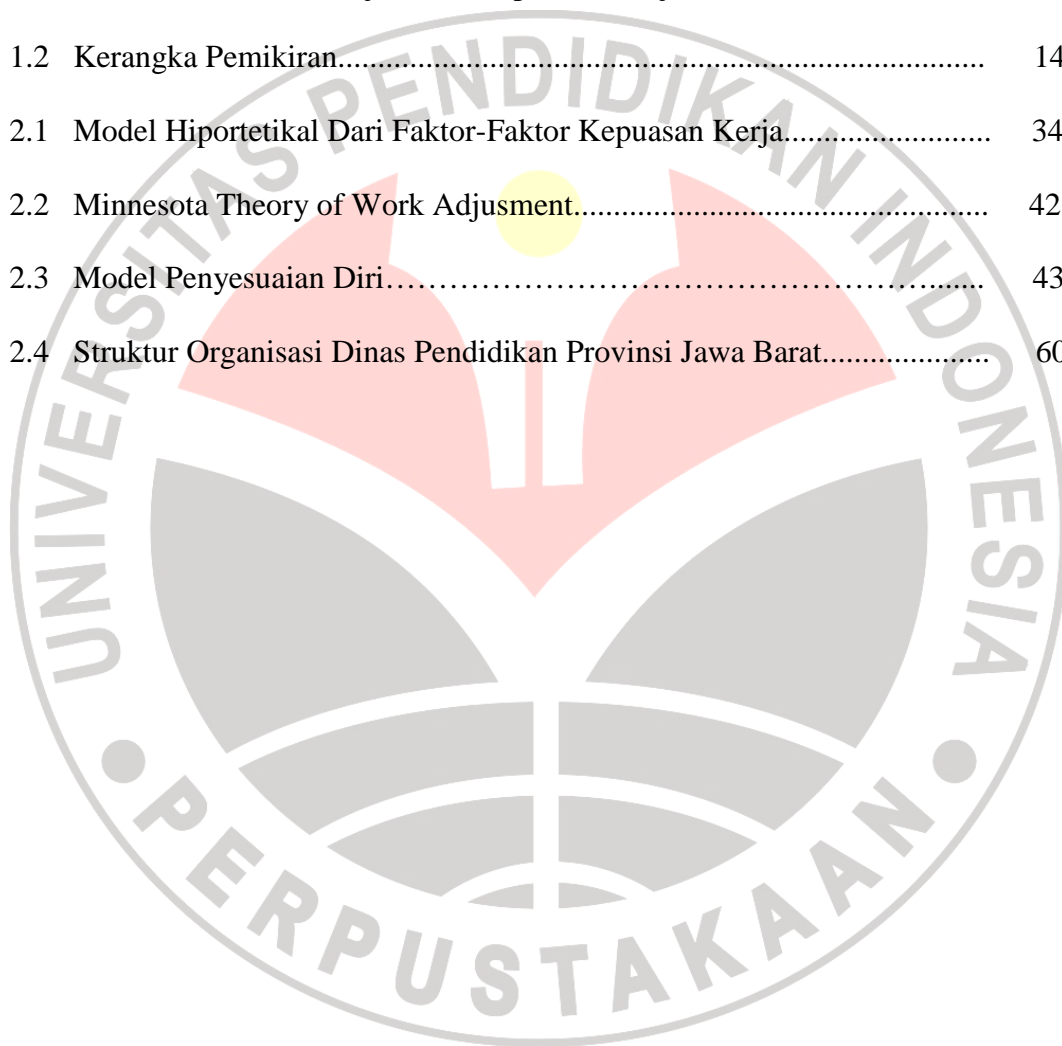 1.2 Kerangka Pemikiran............................................................................... 14
2.1 Model Hiportetikal Dari Faktor-Faktor Kepuasan Kerja.......................... 34
2.2 Minnesota Theory of Work Adjusment................................................... 42
2.3 Model Penyesuaian Diri……………………………………………....... 43
2.4 Struktur Organisasi Dinas Pendidikan Provinsi Jawa Barat..................... 60
UNIVERSITAS PENDIDIKAN INDONESIA
PERPUSTAKAAN